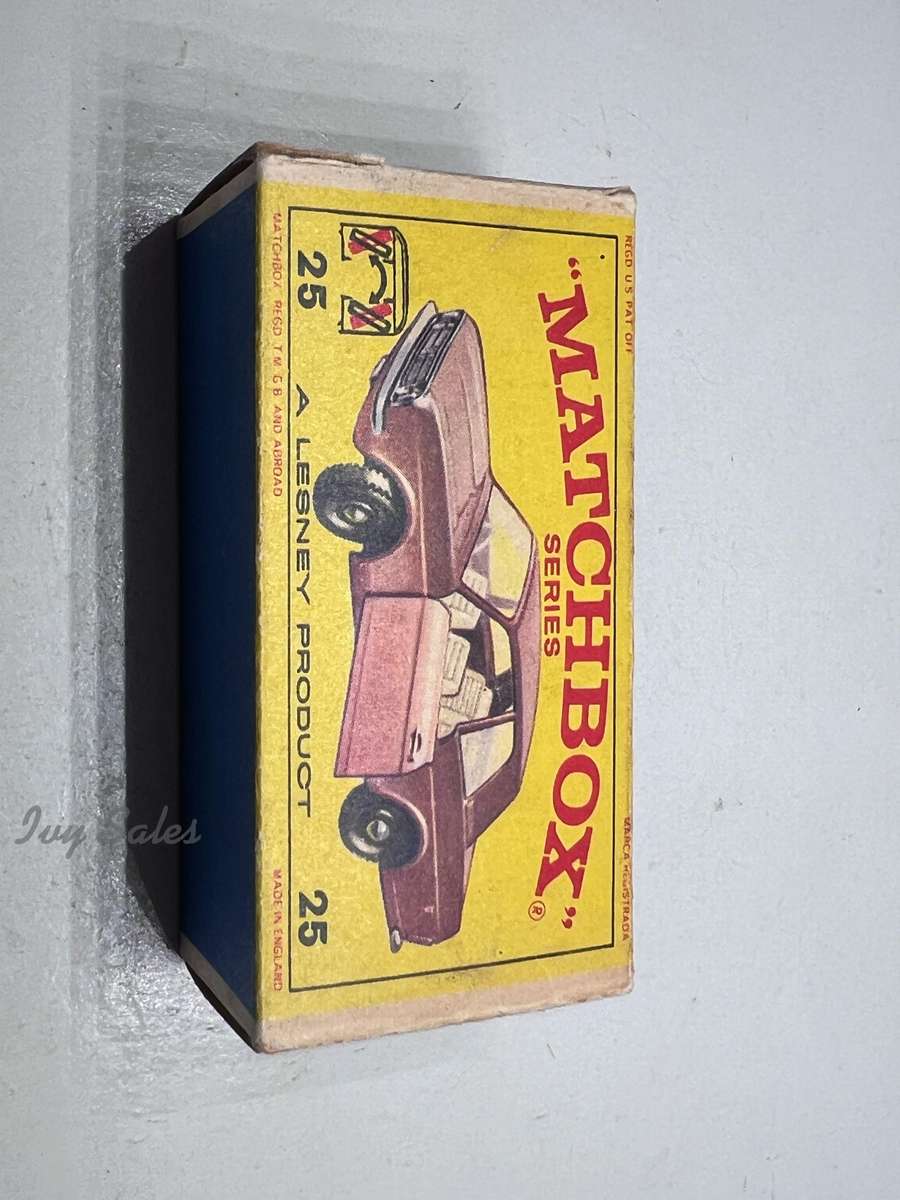 REGD U S PAT OFF MARCA REGISTRADA
"MATCHBOX"®
SERIES
25 A LESNEY PRODUCT 25
MATCHBOX REGD T M G B AND ABROAD MADE IN ENGLAND
Ivy Sales